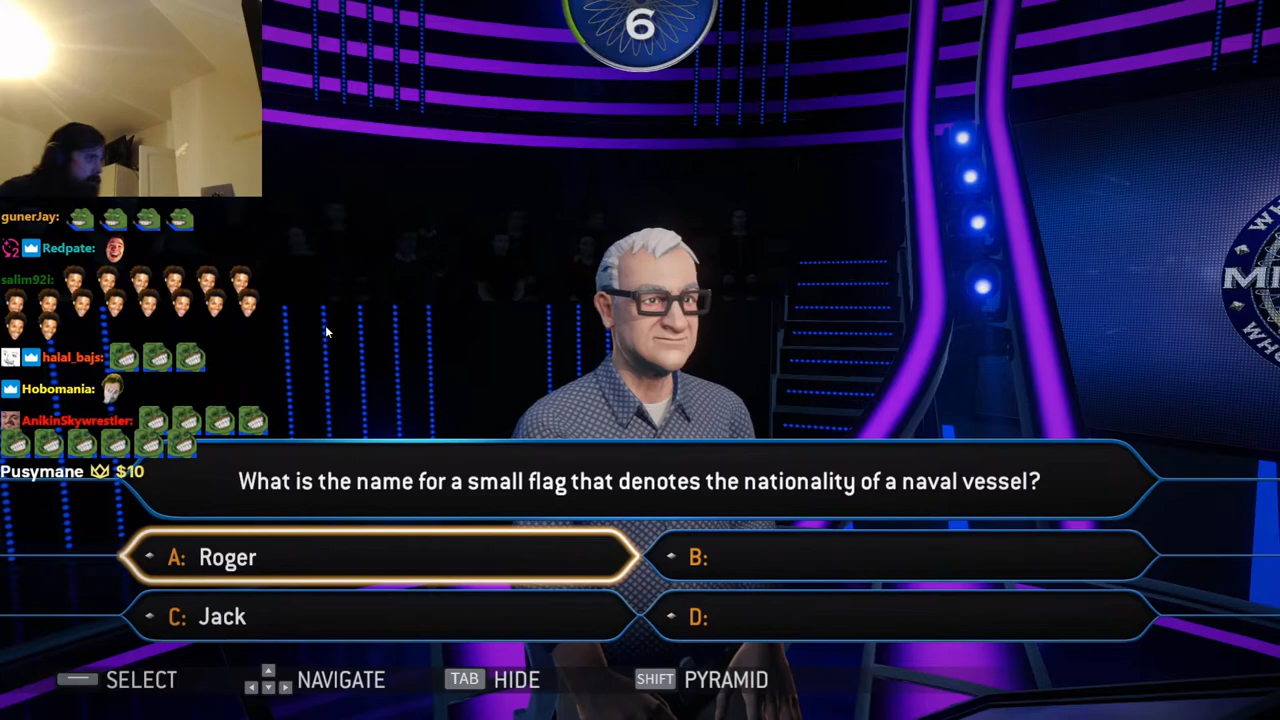 6
gunerJay:
Redpate:
salim92i:
halal_bajs:
Hobomania:
AnikinSkywrestler:
Pusymane $10
What is the name for a small flag that denotes the nationality of a naval vessel?
A: Roger
B:
C: Jack
D:
SELECT
NAVIGATE
TAB HIDE
SHIFT PYRAMID